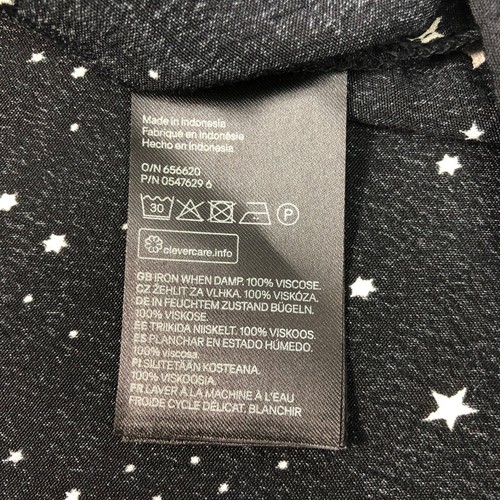 Made in Indonesia
Fabriqué en Indonésie
Hecho en Indonesia
O/N 656620
P/N 0547629 6
30 P
clevercare.info
GB IRON WHEN DAMP. 100% VISCOSE.
CZ ŽEHLIT ZA VLHKA. 100% VISKÓZA.
DE IN FEUCHTEM ZUSTAND BÜGELN.
100% VISKOSE.
EE TRIIKIDA NIISKELT. 100% VISKOOS.
ES PLANCHAR EN ESTADO HÚMEDO.
100% viscosa.
FI SILITETÄÄN KOSTEANA.
100% VISKOOSIA.
FR LAVER À LA MACHINE À L'EAU
FROIDE CYCLE DÉLICAT. BLANCHIR